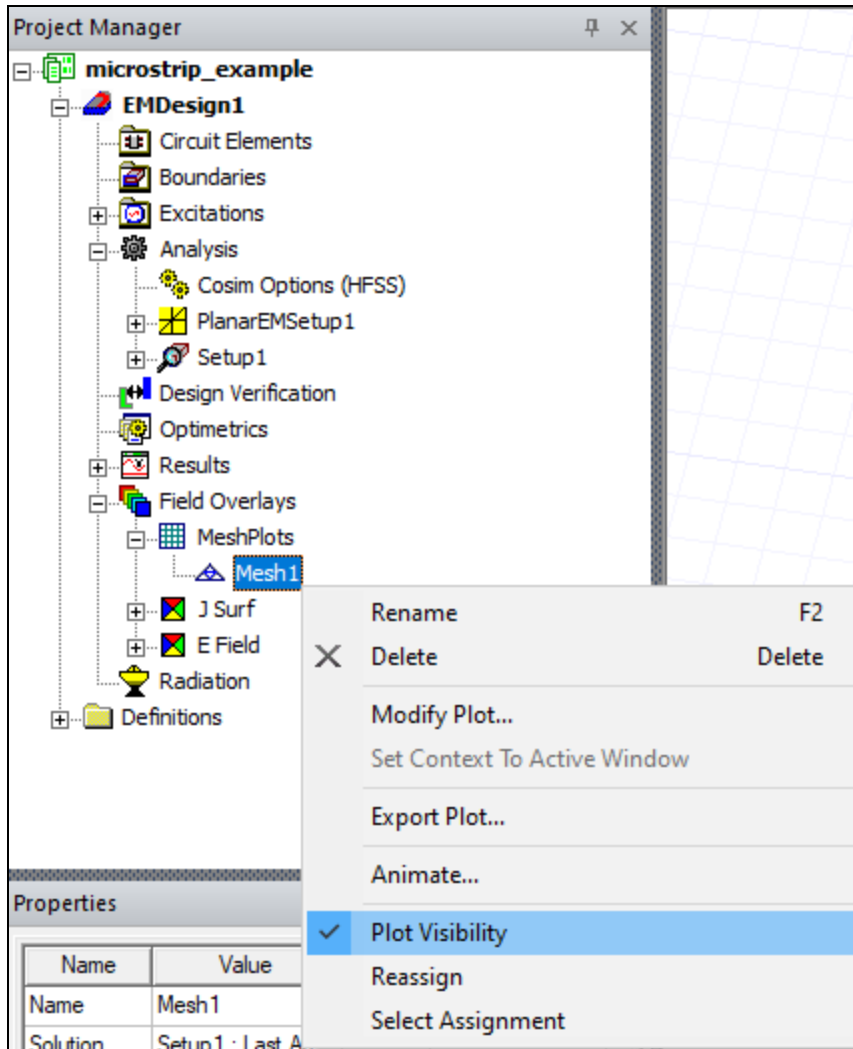 Project Manager
microstrip_example
EMDesign1
Circuit Elements
Boundaries
Excitations
Analysis
Cosim Options (HFSS)
PlanarEMSetup1
Setup1
Design Verification
Optimetrics
Results
Field Overlays
MeshPlots
Mesh1
J Surf
E Field
Radiation
Definitions
Rename F2
Delete Delete
Modify Plot...
Set Context To Active Window
Export Plot...
Animate...
Plot Visibility
Reassign
Select Assignment
Properties
Name Value
Name Mesh1
Solution Setup1 : Last A